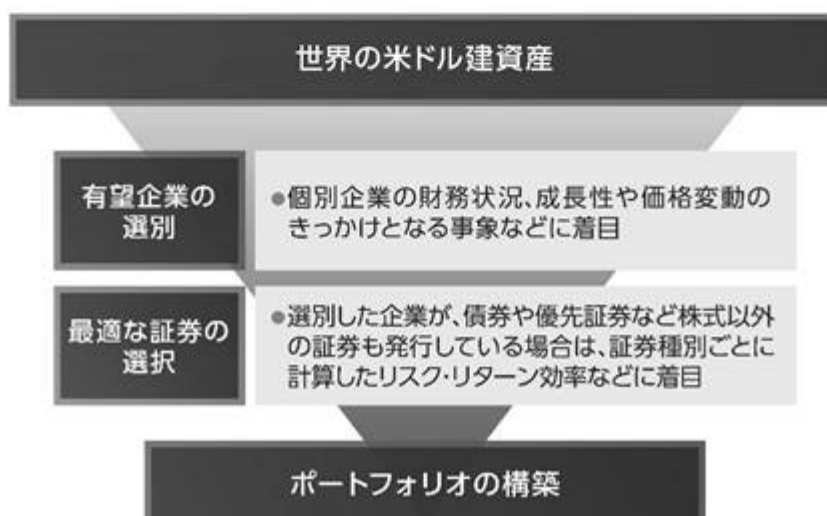 世界の米ドル建資産
有望企業の
選別
●個別企業の財務状況、成長性や価格変動の
きっかけとなる事象などに着目
最適な証券の
選択
●選別した企業が、債券や優先証券など株式以外
の証券も発行している場合は、証券種別ごとに
計算したリスク・リターン効率などに着目
ポートフォリオの構築